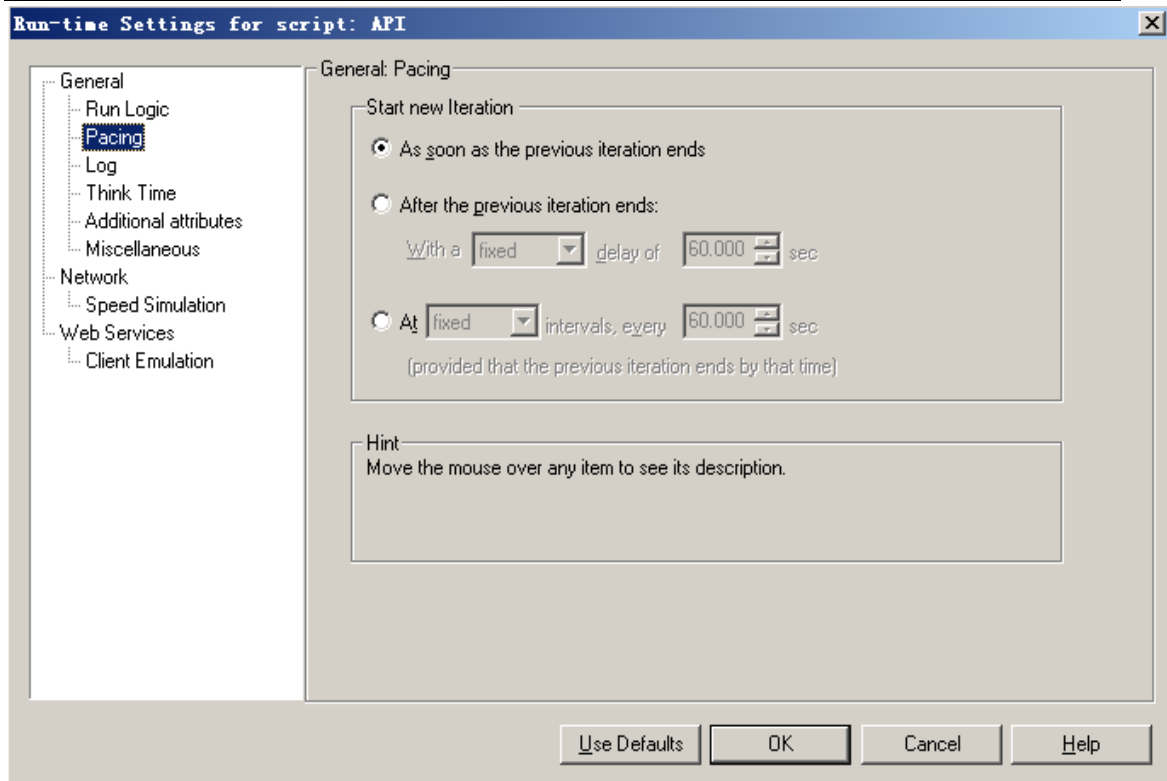 Run-time Settings for script: API
General
Run Logic
Pacing
Log
Think Time
Additional attributes
Miscellaneous
Network
Speed Simulation
Web Services
Client Emulation
General: Pacing
Start new Iteration
As soon as the previous iteration ends
After the previous iteration ends:
With a fixed delay of 60.000 sec
At fixed intervals, every 60.000 sec
(provided that the previous iteration ends by that time)
Hint
Move the mouse over any item to see its description.
Use Defaults OK Cancel Help